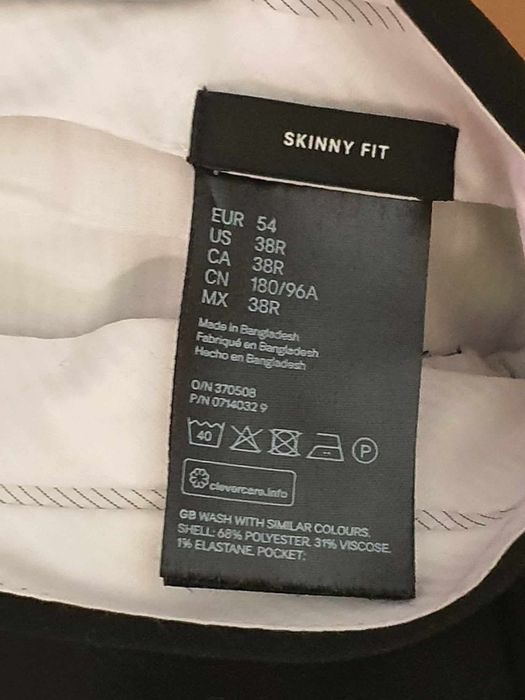 SKINNY FIT
EUR 54
US 38R
CA 38R
CN 180/96A
MX 38R
Made in Bangladesh
Fabriqué en Bangladesh
Hecho en Bangladesh
O/N 370508
P/N 0714032 9
40
P
clevercare.info
GB WASH WITH SIMILAR COLOURS.
SHELL: 68% POLYESTER, 31% VISCOSE,
1% ELASTANE, POCKET: